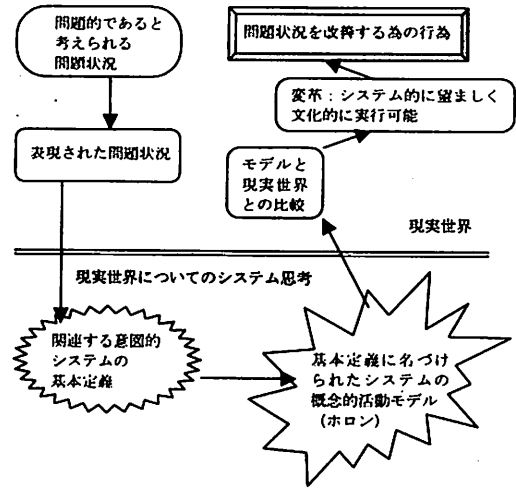 問題的であると
考えられる
問題状況
表現された問題状況
問題状況を改善する為の行為
変革：システム的に望ましく
文化的に実行可能
モデルと
現実世界
との比較
現実世界
現実世界についてのシステム思考
関連する意図的
システムの
基本定義
基本定義に名づけ
られたシステムの
概念的活動モデル
(ホロン)